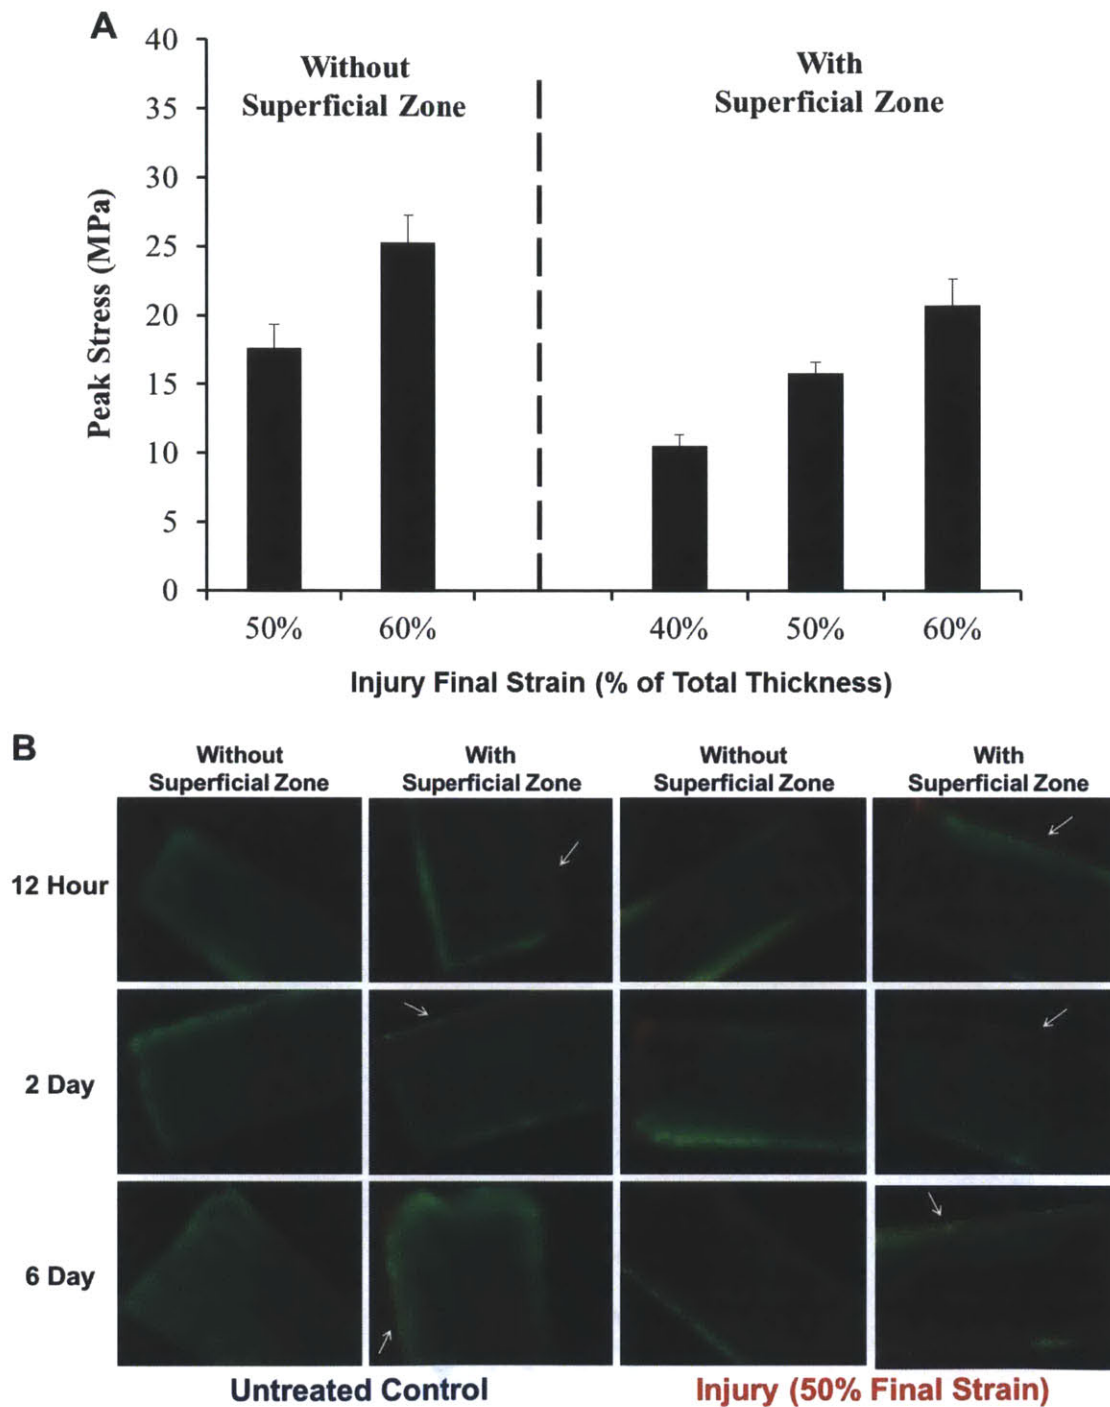 A
40
35
30
25
20
15
10
5
0
Peak Stress (MPa)
Without
Superficial Zone
With
Superficial Zone
50%
60%
40%
50%
60%
Injury Final Strain (% of Total Thickness)
B
Without
Superficial Zone
With
Superficial Zone
Without
Superficial Zone
With
Superficial Zone
12 Hour
2 Day
6 Day
Untreated Control
Injury (50% Final Strain)